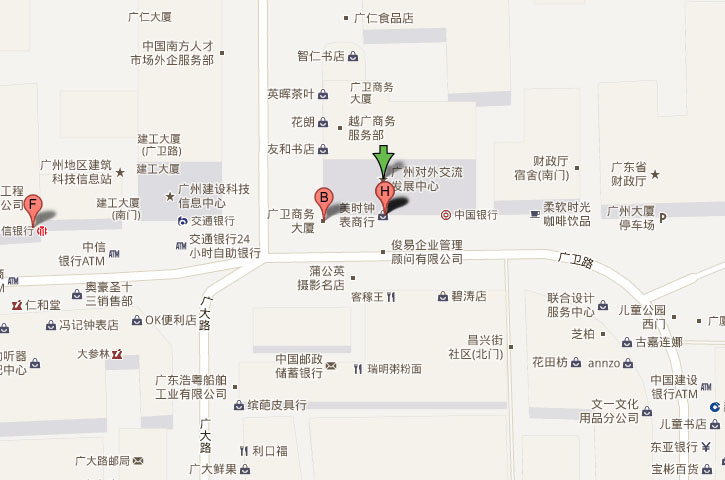 广仁大厦
广仁食品店
中国南方人才
市场外企服务部
智仁书店
英晖茶叶
广卫商务
大厦
花朗
越广商务
服务部
建工大厦
(广卫路)
友和书店
广州地区建筑
科技信息站
建工大厦
广州对外交流
发展中心
财政厅
宿舍(南门)
广东省
财政厅
工程
公司
F
广州建设科技
信息中心
B
H
建工大厦
(南门)
交通银行
广卫商务
大厦
美时钟
表商行
中国银行
柔软时光
咖啡饮品
广州大厦
停车场
P
信银行
中信
银行ATM
ATM
交通银行24
小时自助银行
ATM
俊易企业管理
顾问有限公司
广卫路
蒲公英
摄影名店
ATM
奥豪圣十
三销售部
仁和堂
广大路
客稼王
碧涛店
联合设计
服务中心
儿童公园
西门
冯记钟表店
OK便利店
昌兴街
社区(北门)
芝柏
古嘉连娜
大参林
中国邮政
储蓄银行
瑞明粥粉面
花田枋
annzo
广东浩粤船舶
工业有限公司
中国建设
银行ATM
ATM
缤葩皮具行
文一文化
用品分公司
儿童书店
广大路
利口福
东亚银行
广大路邮局
广大鲜果
宝彬百货